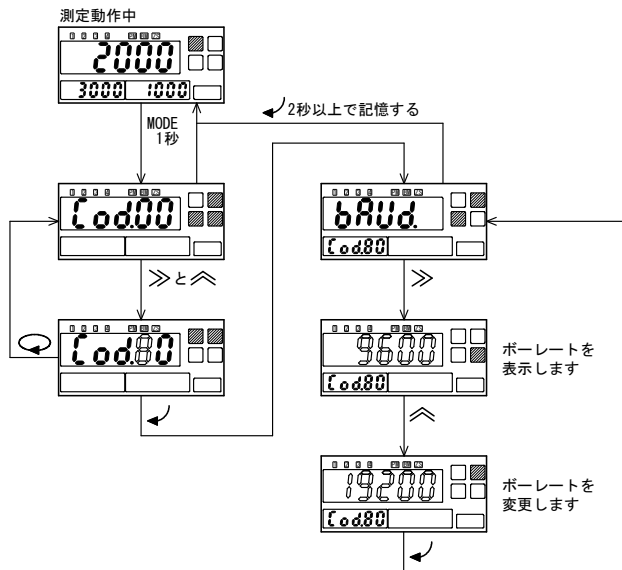 測定動作中
2000
3000 1000
MODE
1秒
2秒以上で記憶する
Cod.00
と
Cod.80
bAUd.
Cod.80
9600
Cod.80
ボーレートを
表示します
19200
Cod.80
ボーレートを
変更します